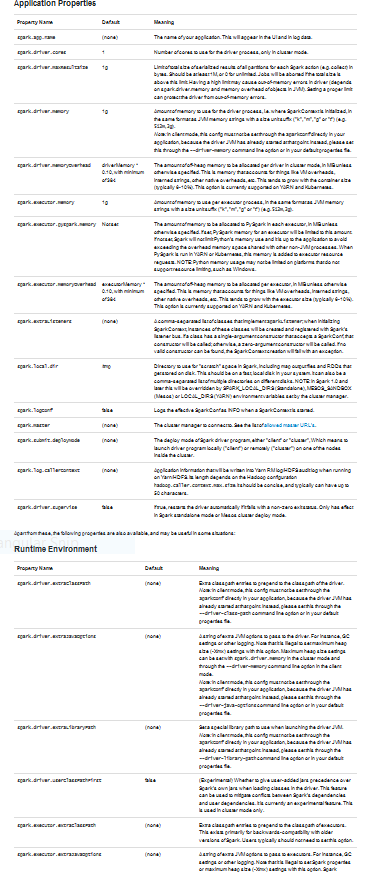 Application Properties
Property Name Default Meaning
spark.app.name (none) The name of your application. This will appear in the UI and in log data.
spark.driver.cores 1 Number of cores to use for the driver process, only in cluster mode.
spark.driver.maxResultSize 1g Limit of total size of serialized results of all partitions for each Spark action (e.g. collect) in
bytes. Should be at least 1M, or 0 for unlimited. Jobs will be aborted if the total size is
above this limit. Having a high limit may cause out-of-memory errors in driver (depends
on spark.driver.memory and memory overhead of objects in JVM). Setting a proper limit
can protect the driver from out-of-memory errors.
spark.driver.memory 1g Amount of memory to use for the driver process, i.e. where SparkContext is initialized, in
the same format as JVM memory strings with a size unit suffix ("k", "m", "g" or "t") (e.g.
512m, 2g).
Note: In client mode, this config must not be set through the SparkConf directly in your
application, because the driver JVM has already started at that point. Instead, please set
this through the --driver-memory command line option or in your default properties file.
spark.driver.memoryOverhead driverMemory * The amount of off-heap memory to be allocated per driver in cluster mode, in MiB unless
0.10, with minimum otherwise specified. This is memory that accounts for things like VM overheads, interned
of 384 strings, other native overheads, etc. This tends to grow with the container size
(typically 6-10%). This option is currently supported on YARN and Kubernetes.
spark.executor.memory 1g Amount of memory to use per executor process, in the same format as JVM memory
strings with a size unit suffix ("k", "m", "g" or "t") (e.g. 512m, 2g).
spark.executor.pyspark.memory Not set The amount of memory to be allocated to PySpark in each executor, in MiB unless
otherwise specified. If set, PySpark memory for an executor will be limited to this amount.
If not set, Spark will not limit Python's memory use and it is up to the application to avoid
exceeding the overhead memory space shared with other non-JVM processes. When
PySpark is run in YARN or Kubernetes, this memory is added to executor resource
requests. NOTE: Python memory usage may not be limited on platforms that do not
support resource limiting, such as Windows.
spark.executor.memoryOverhead executorMemory * The amount of off-heap memory to be allocated per executor, in MiB unless otherwise
0.10, with minimum specified. This is memory that accounts for things like VM overheads, interned strings,
of 384 other native overheads, etc. This tends to grow with the executor size (typically 6-10%).
This option is currently supported on YARN and Kubernetes.
spark.extraListeners (none) A comma-separated list of classes that implement SparkListener; when initializing
SparkContext, instances of these classes will be created and registered with Spark's
listener bus. If a class has a single-argument constructor that accepts a SparkConf, that
constructor will be called; otherwise, a zero-argument constructor will be called. If no
valid constructor can be found, the SparkContext creation will fail with an exception.
spark.local.dir /tmp Directory to use for "scratch" space in Spark, including map output files and RDDs that
get stored on disk. This should be on a fast, local disk in your system. It can also be a
comma-separated list of multiple directories on different disks. NOTE: In Spark 1.0 and
later this will be overridden by SPARK_LOCAL_DIRS (Standalone), MESOS_SANDBOX
(Mesos) or LOCAL_DIRS (YARN) environment variables set by the cluster manager.
spark.logConf false Logs the effective SparkConf as INFO when a SparkContext is started.
spark.master (none) The cluster manager to connect to. See the list of allowed master URL's.
spark.submit.deployMode (none) The deploy mode of Spark driver program, either "client" or "cluster", Which means to
launch driver program locally ("client") or remotely ("cluster") on one of the nodes
inside the cluster.
spark.log.callerContext (none) Application information that will be written into Yarn RM log/HDFS audit log when running
on Yarn/HDFS. Its length depends on the Hadoop configuration
hadoop.caller.context.max.size. It should be concise, and typically can have up to
50 characters.
spark.driver.supervise false If true, restarts the driver automatically if it fails with a non-zero exit status. Only has effect
in Spark standalone mode or Mesos cluster deploy mode.
Apart from these, the following properties are also available, and may be useful in some situations:
Runtime Environment
Property Name Default Meaning
spark.driver.extraClassPath (none) Extra classpath entries to prepend to the classpath of the driver.
Note: In client mode, this config must not be set through the
SparkConf directly in your application, because the driver JVM has
already started at that point. Instead, please set this through the
--driver-class-path command line option or in your default
properties file.
spark.driver.extraJavaOptions (none) A string of extra JVM options to pass to the driver. For instance, GC
settings or other logging. Note that it is illegal to set maximum heap
size (-Xmx) settings with this option. Maximum heap size settings
can be set with spark.driver.memory in the cluster mode and
through the --driver-memory command line option in the client
mode.
Note: In client mode, this config must not be set through the
SparkConf directly in your application, because the driver JVM has
already started at that point. Instead, please set this through the
--driver-java-options command line option or in your default
properties file.
spark.driver.extraLibraryPath (none) Set a special library path to use when launching the driver JVM.
Note: In client mode, this config must not be set through the
SparkConf directly in your application, because the driver JVM has
already started at that point. Instead, please set this through the
--driver-library-path command line option or in your default
properties file.
spark.driver.userClassPathFirst false (Experimental) Whether to give user-added jars precedence over
Spark's own jars when loading classes in the driver. This feature
can be used to mitigate conflicts between Spark's dependencies
and user dependencies. It is currently an experimental feature. This
is used in cluster mode only.
spark.executor.extraClassPath (none) Extra classpath entries to prepend to the classpath of executors.
This exists primarily for backwards-compatibility with older
versions of Spark. Users typically should not need to set this option.
spark.executor.extraJavaOptions (none) A string of extra JVM options to pass to executors. For instance, GC
settings or other logging. Note that it is illegal to set Spark properties
or maximum heap size (-Xmx) settings with this option. Spark